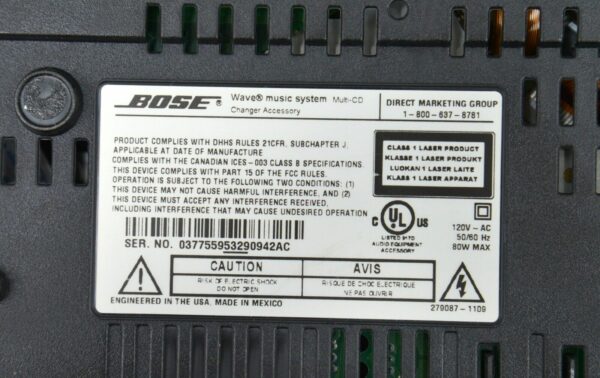 BOSE® Wave® music system Multi-CD
Changer Accessory
DIRECT MARKETING GROUP
1-800-637-8781
PRODUCT COMPLIES WITH DHHS RULES 21CFR, SUBCHAPTER J,
APPLICABLE AT DATE OF MANUFACTURE
COMPLIES WITH THE CANADIAN ICES-003 CLASS B SPECIFICATIONS.
THIS DEVICE COMPLIES WITH PART 15 OF THE FCC RULES.
OPERATION IS SUBJECT TO THE FOLLOWING TWO CONDITIONS: (1)
THIS DEVICE MAY NOT CAUSE HARMFUL INTERFERENCE, AND (2)
THIS DEVICE MUST ACCEPT ANY INTERFERENCE RECEIVED,
INCLUDING INTERFERENCE THAT MAY CAUSE UNDESIRED OPERATION
CLASS 1 LASER PRODUCT
KLASSE 1 LASER PRODUKT
LUOKAN 1 LASER LAITE
KLASS 1 LASER APPARAT
C UL US
LISTED 91T0
AUDIO EQUIPMENT
ACCESSORY
120V - AC
50/60 Hz
80W MAX
SER. NO. 037755953290942AC
CAUTION
RISK OF ELECTRIC SHOCK
DO NOT OPEN
AVIS
RISQUE DE CHOC ELECTRIQUE
NE PAS OUVRIR
ENGINEERED IN THE USA. MADE IN MEXICO
279087-1109